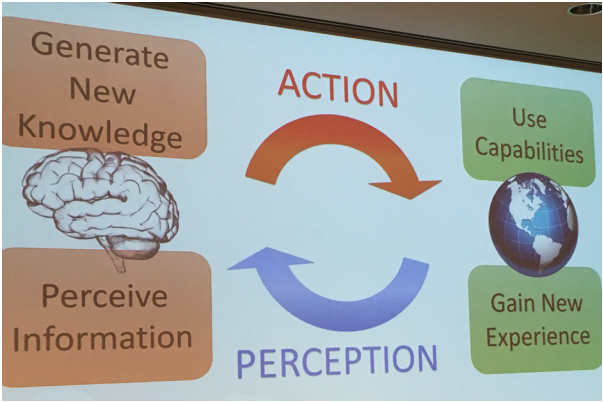 Generate
New
Knowledge
ACTION
Use
Capabilities
Perceive
Information
PERCEPTION
Gain New
Experience